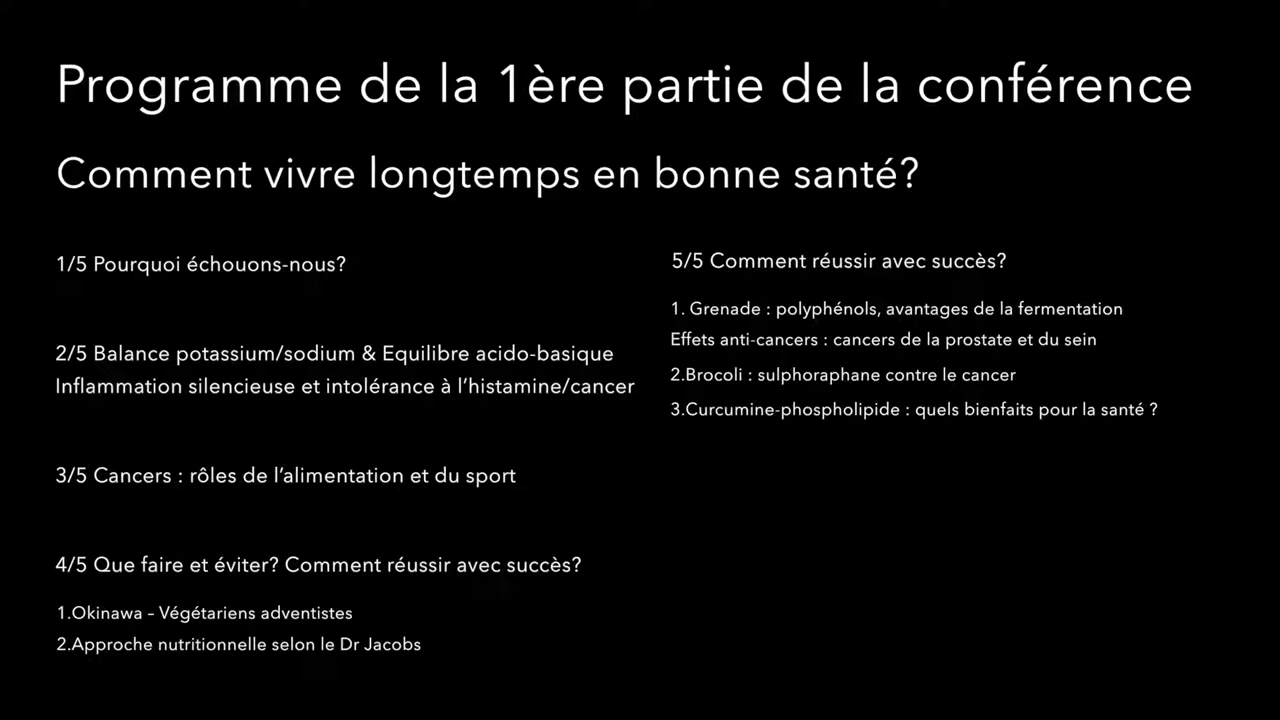 Programme de la 1ère partie de la conférence
Comment vivre longtemps en bonne santé?
1/5 Pourquoi échouons-nous?
2/5 Balance potassium/sodium & Equilibre acido-basique
Inflammation silencieuse et intolérance à l’histamine/cancer
3/5 Cancers : rôles de l’alimentation et du sport
4/5 Que faire et éviter? Comment réussir avec succès?
1.Okinawa – Végétariens adventistes
2.Approche nutritionnelle selon le Dr Jacobs
5/5 Comment réussir avec succès?
1. Grenade : polyphénols, avantages de la fermentation
Effets anti-cancers : cancers de la prostate et du sein
2.Brocoli : sulphoraphane contre le cancer
3.Curcumine-phospholipide : quels bienfaits pour la santé ?